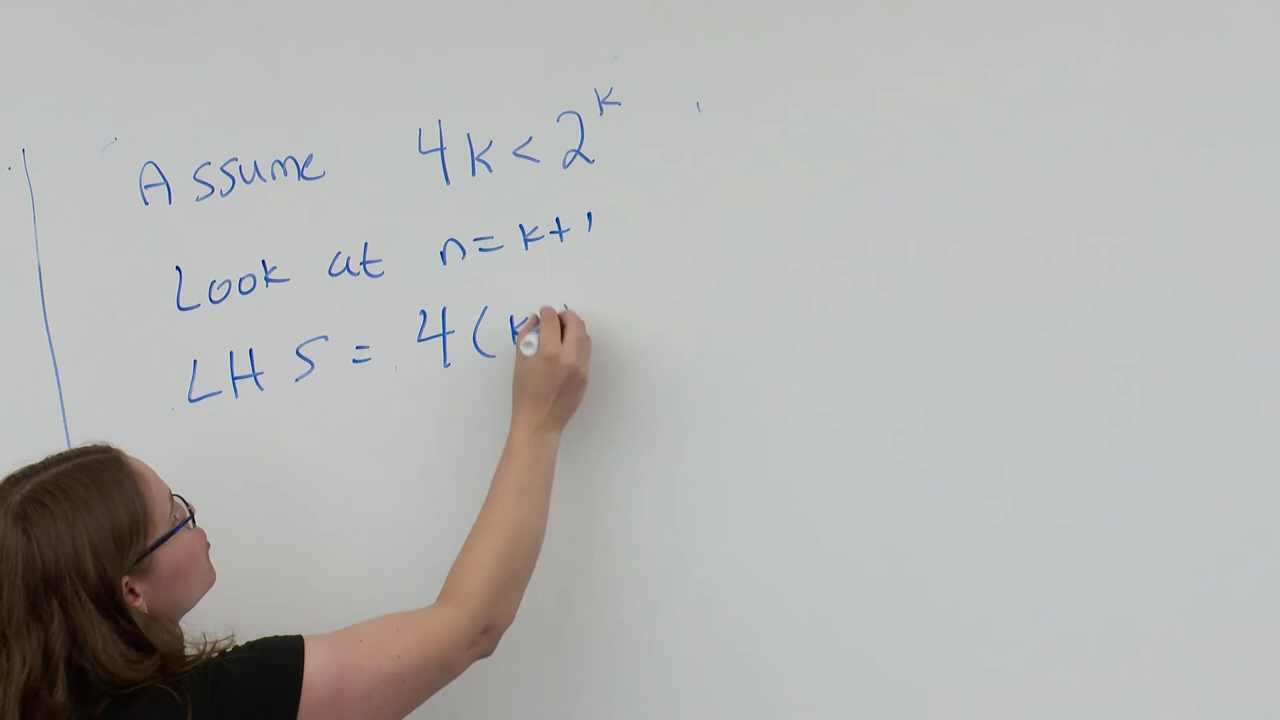 Assume 4k < 2^k
Look at n = k + 1
LHS = 4(k